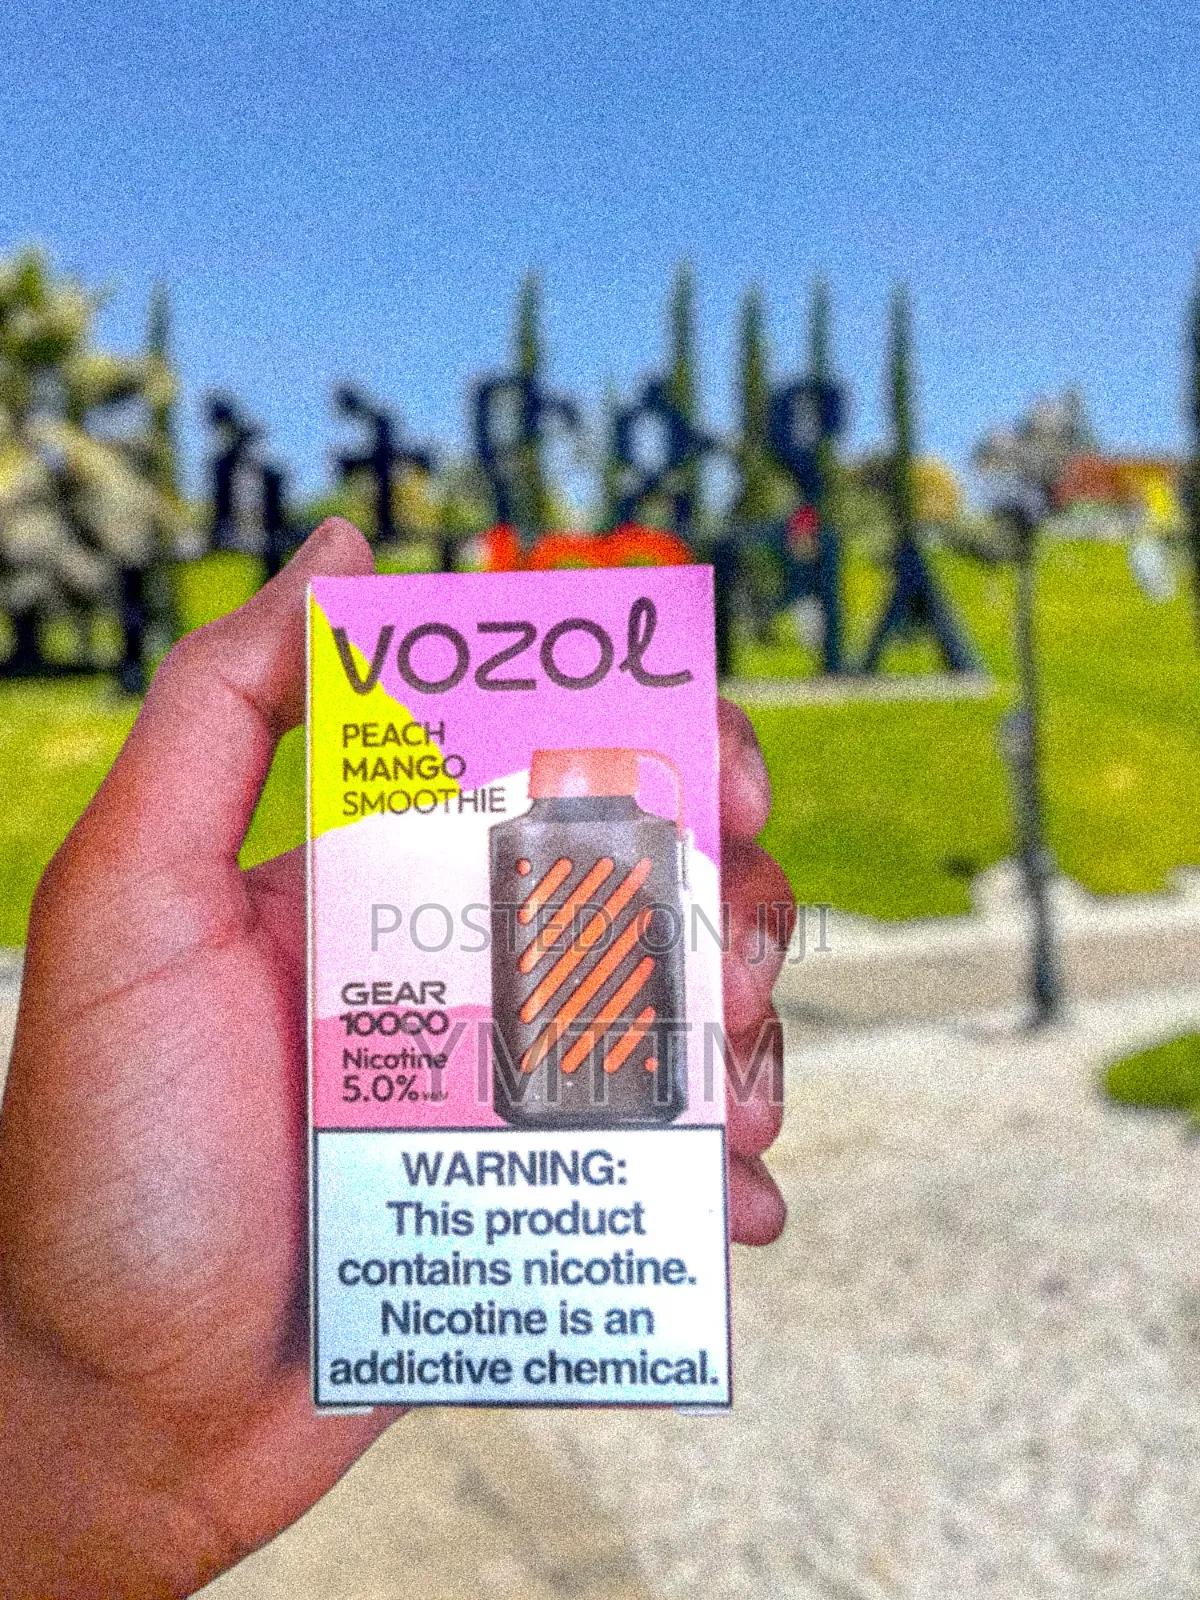 VOZOL
PEACH
MANGO
SMOOTHIE
POSTED ON JIJI
GEAR
10000
YMTTM
Nicotine
5.0%
WARNING:
This product
contains nicotine.
Nicotine is an
addictive chemical.